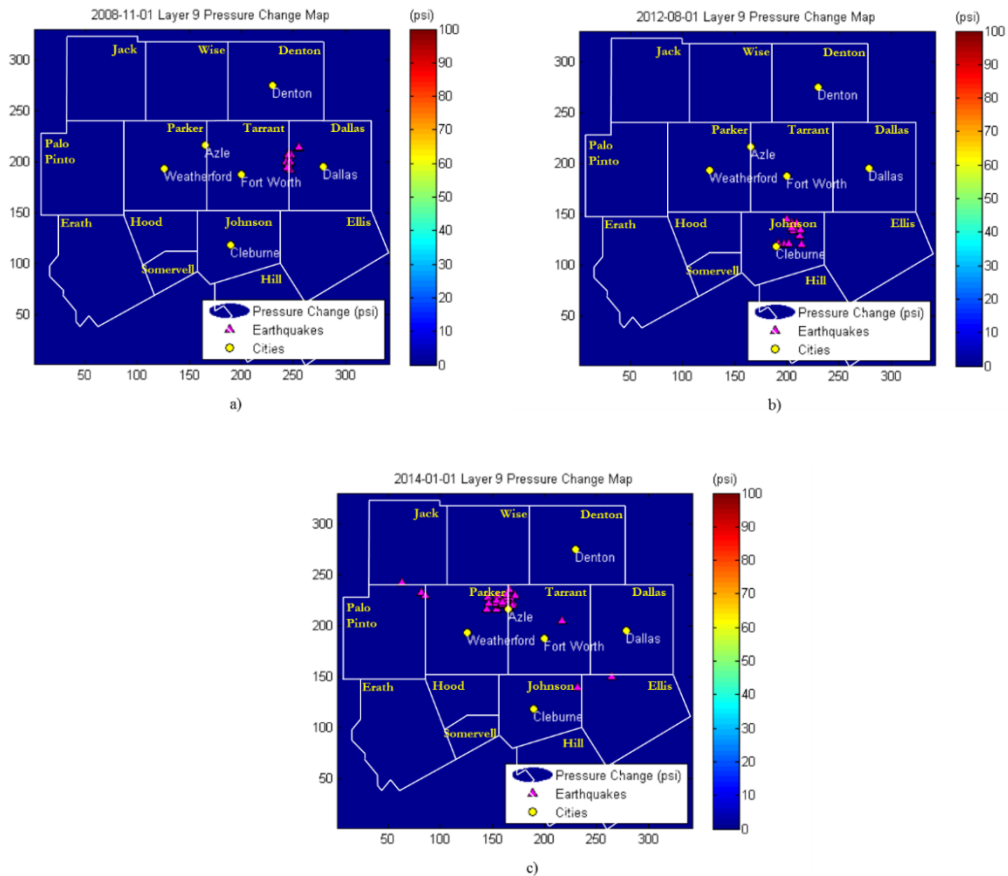 2008-11-01 Layer 9 Pressure Change Map (psi)
300
250
200
150
100
50
50 100 150 200 250 300
Jack Wise Denton
Denton
Parker Tarrant Dallas
Palo
Pinto
Azle
Weatherford Fort Worth Dallas
Erath Hood Johnson Ellis
Cleburne
Somervell Hill
Pressure Change (psi)
Earthquakes
Cities
100
90
80
70
60
50
40
30
20
10
0
a)
2012-08-01 Layer 9 Pressure Change Map (psi)
300
250
200
150
100
50
50 100 150 200 250 300
Jack Wise Denton
Denton
Parker Tarrant Dallas
Palo
Pinto
Azle
Weatherford Fort Worth Dallas
Erath Hood Johnson Ellis
Cleburne
Somervell Hill
Pressure Change (psi)
Earthquakes
Cities
100
90
80
70
60
50
40
30
20
10
0
b)
2014-01-01 Layer 9 Pressure Change Map (psi)
300
250
200
150
100
50
50 100 150 200 250 300
Jack Wise Denton
Denton
Parker Tarrant Dallas
Palo
Pinto
Azle
Weatherford Fort Worth Dallas
Erath Hood Johnson Ellis
Cleburne
Somervell Hill
Pressure Change (psi)
Earthquakes
Cities
100
90
80
70
60
50
40
30
20
10
0
c)